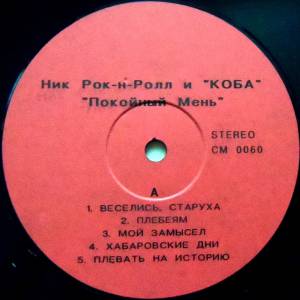 Ник Рок-н-Ролл и "КОБА"
"Покойный Мень"
STEREO
СМ 0060
А
1. ВЕСЕЛИСЬ, СТАРУХА
2. ПЛЕБЕЯМ
3. МОЙ ЗАМЫСЕЛ
4. ХАБАРОВСКИЕ ДНИ
5. ПЛЕВАТЬ НА ИСТОРИЮ